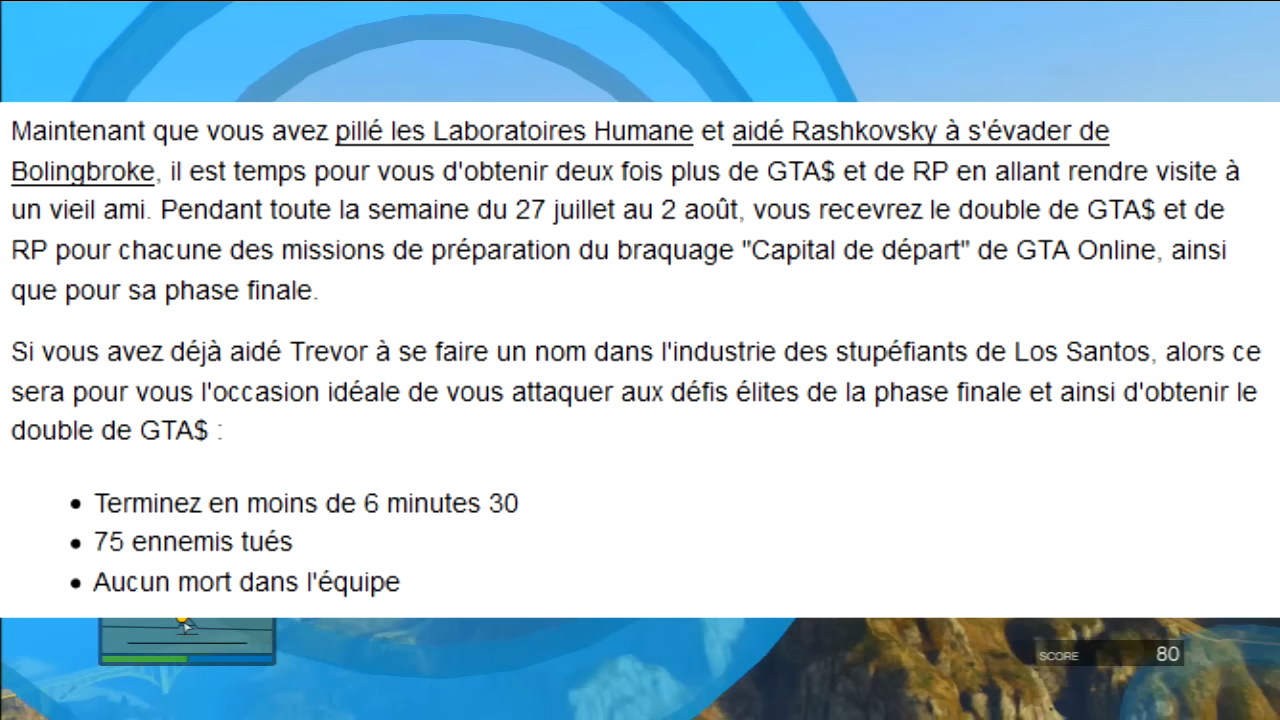 Maintenant que vous avez pillé les Laboratoires Humane et aidé Rashkovsky à s'évader de
Bolingbroke, il est temps pour vous d'obtenir deux fois plus de GTA$ et de RP en allant rendre visite à
un vieil ami. Pendant toute la semaine du 27 juillet au 2 août, vous recevrez le double de GTA$ et de
RP pour chacune des missions de préparation du braquage "Capital de départ" de GTA Online, ainsi
que pour sa phase finale.
Si vous avez déjà aidé Trevor à se faire un nom dans l'industrie des stupéfiants de Los Santos, alors ce
sera pour vous l'occasion idéale de vous attaquer aux défis élites de la phase finale et ainsi d'obtenir le
double de GTA$ :
• Terminez en moins de 6 minutes 30
• 75 ennemis tués
• Aucun mort dans l'équipe
SCORE 80